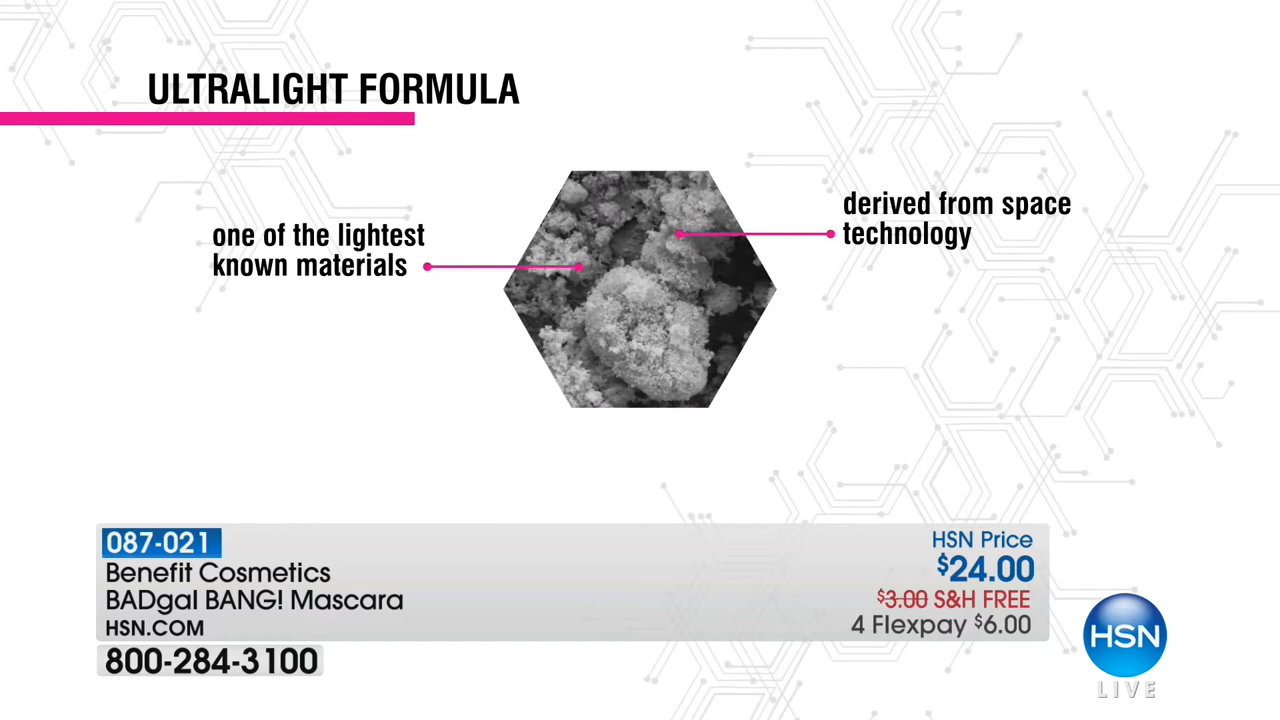 ULTRALIGHT FORMULA
one of the lightest
known materials
derived from space
technology
087-021
Benefit Cosmetics
BADgal BANG! Mascara
HSN.COM
800-284-3100
HSN Price
$24.00
$3.00 S&H FREE
4 Flexpay $6.00
HSN
LIVE